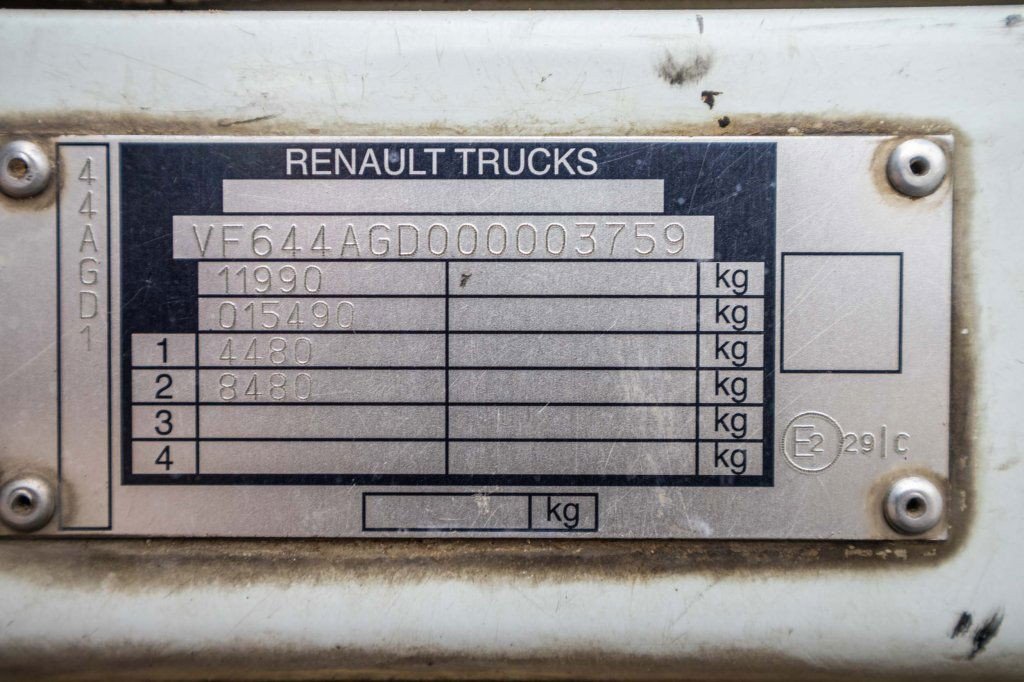 44AGD1
RENAULT TRUCKS
VF644AGD000003759
11990 kg
015490 kg
1 4480 kg
2 8480 kg
3 kg
4 kg
E2 29|C
kg